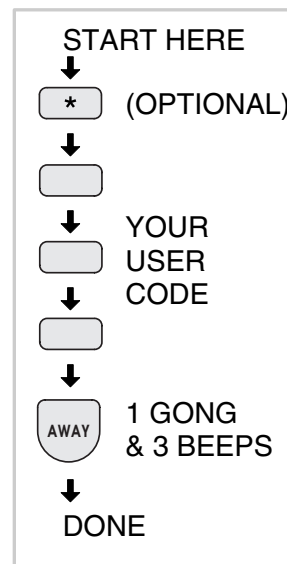 START HERE
* (OPTIONAL)
YOUR
USER
CODE
AWAY
1 GONG
& 3 BEEPS
DONE